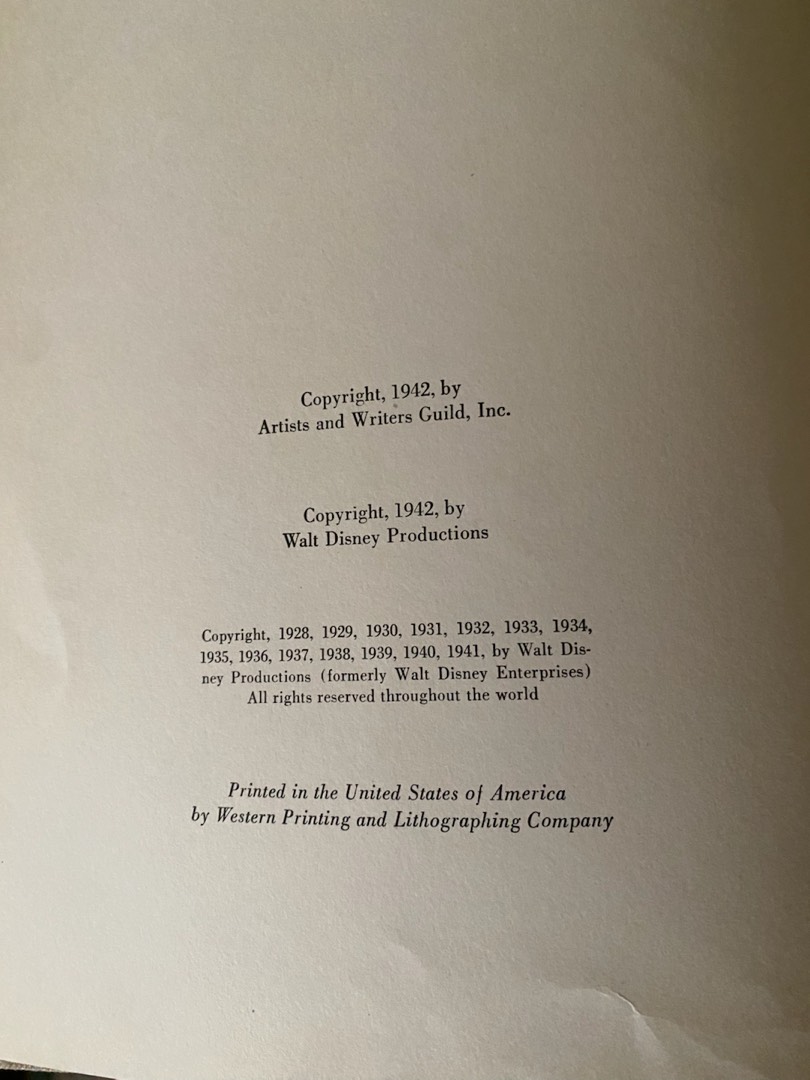 Copyright, 1942, by
Artists and Writers Guild, Inc.
Copyright, 1942, by
Walt Disney Productions
Copyright, 1928, 1929, 1930, 1931, 1932, 1933, 1934,
1935, 1936, 1937, 1938, 1939, 1940, 1941, by Walt Dis-
ney Productions (formerly Walt Disney Enterprises)
All rights reserved throughout the world
Printed in the United States of America
by Western Printing and Lithographing Company